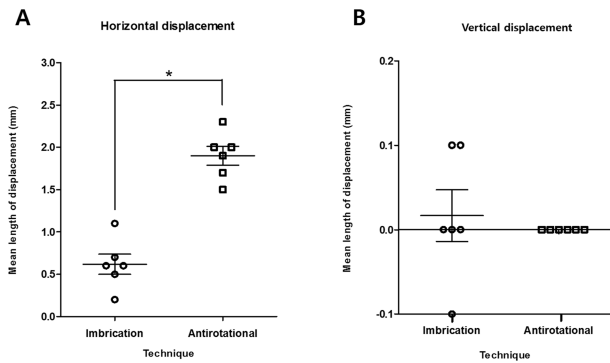 A
Horizontal displacement
Mean length of displacement (mm)
3.0
2.5
2.0
1.5
1.0
0.5
0.0
*
Imbrication
Antirotational
Technique
B
Vertical displacement
Mean length of displacement (mm)
0.1
0.0
-0.1
Imbrication
Antirotational
Technique